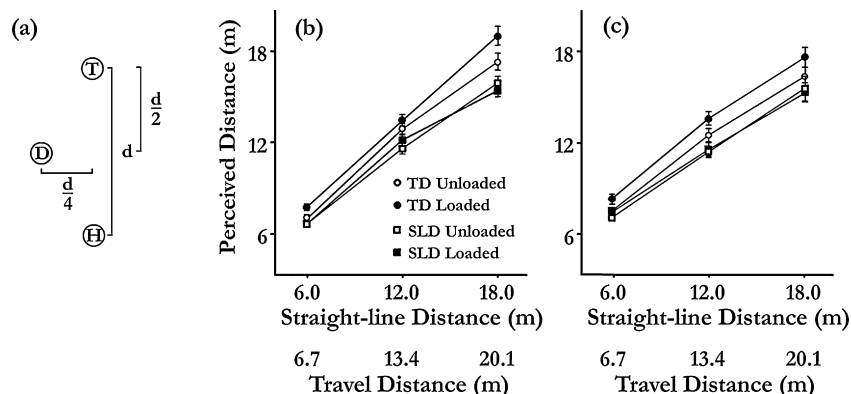 (a)
T
D
H
d
d
2
d
4
(b)
Perceived Distance (m)
18
12
6
TD Unloaded
TD Loaded
SLD Unloaded
SLD Loaded
6.0 12.0 18.0
Straight-line Distance (m)
6.7 13.4 20.1
Travel Distance (m)
(c)
18
12
6
6.0 12.0 18.0
Straight-line Distance (m)
6.7 13.4 20.1
Travel Distance (m)